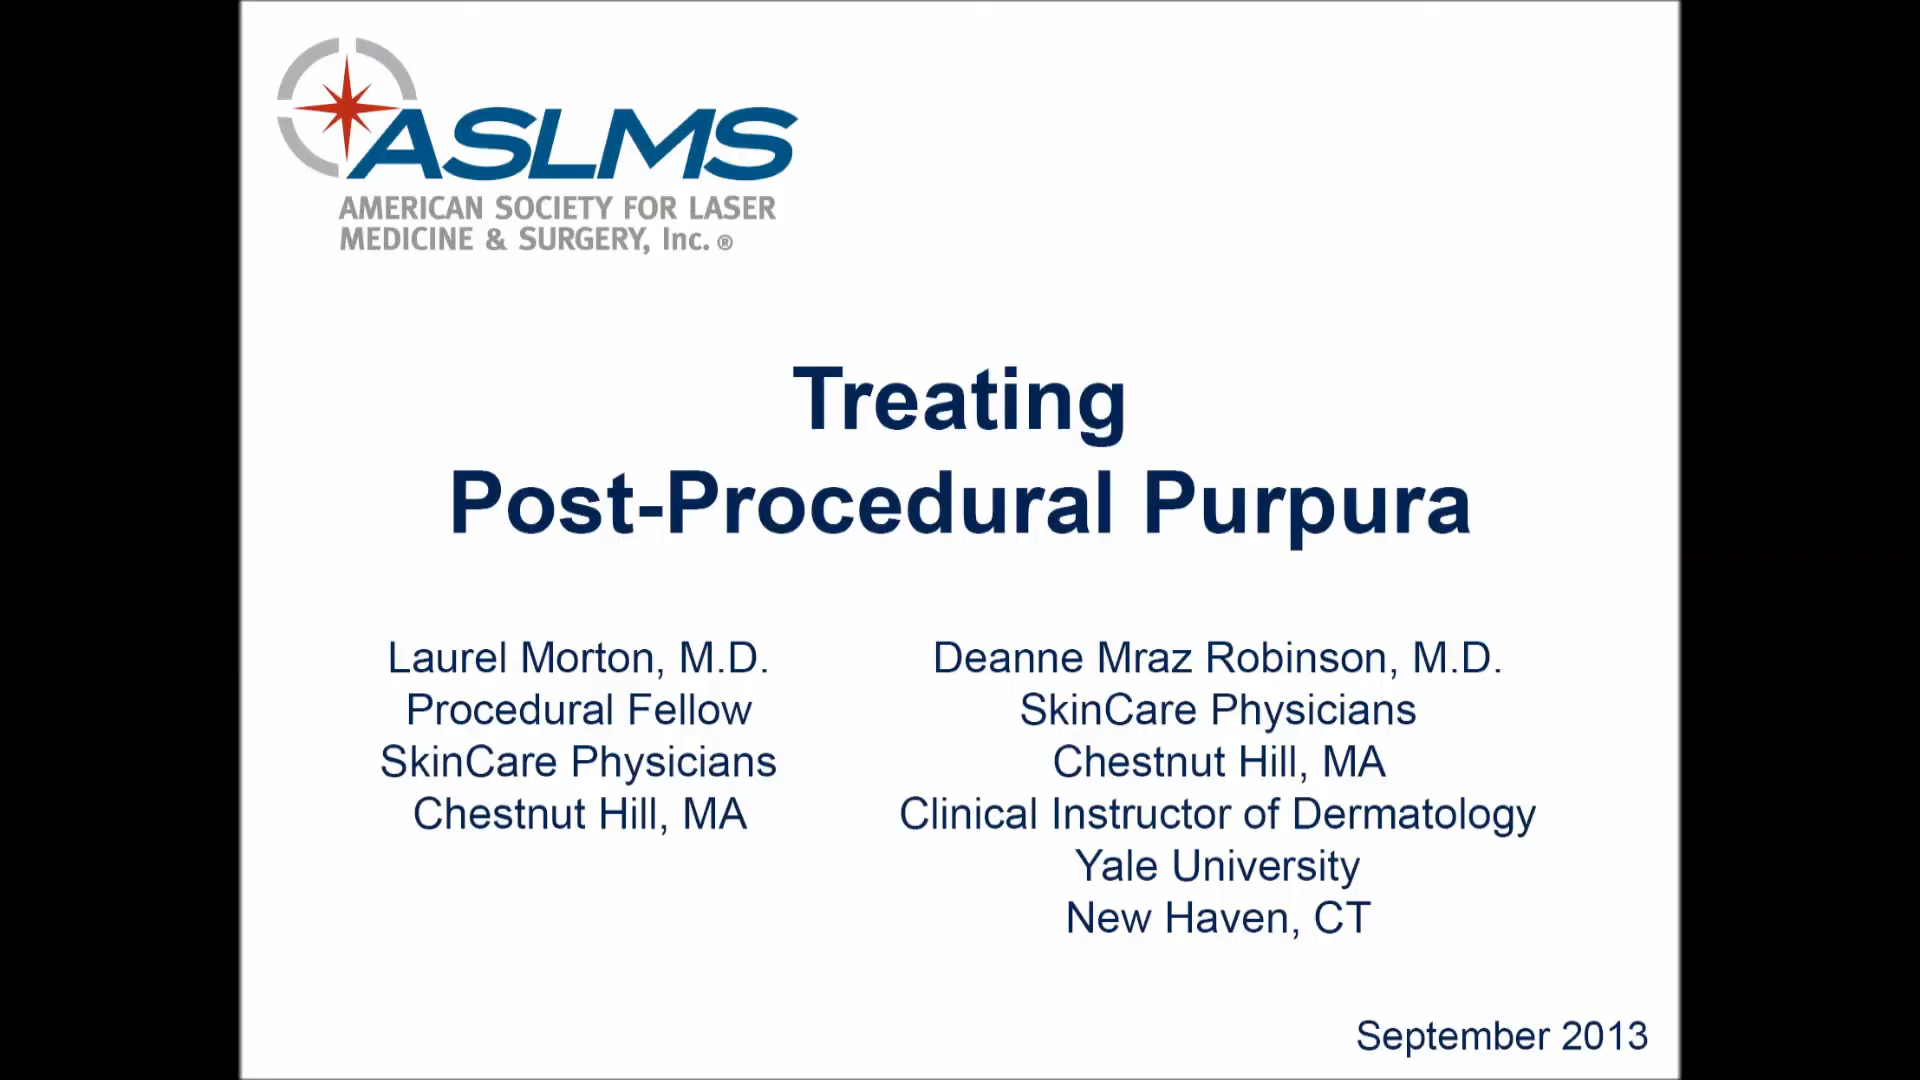 ASLMS
AMERICAN SOCIETY FOR LASER
MEDICINE & SURGERY, Inc. ®
Treating
Post-Procedural Purpura
Laurel Morton, M.D.
Procedural Fellow
SkinCare Physicians
Chestnut Hill, MA
Deanne Mraz Robinson, M.D.
SkinCare Physicians
Chestnut Hill, MA
Clinical Instructor of Dermatology
Yale University
New Haven, CT
September 2013